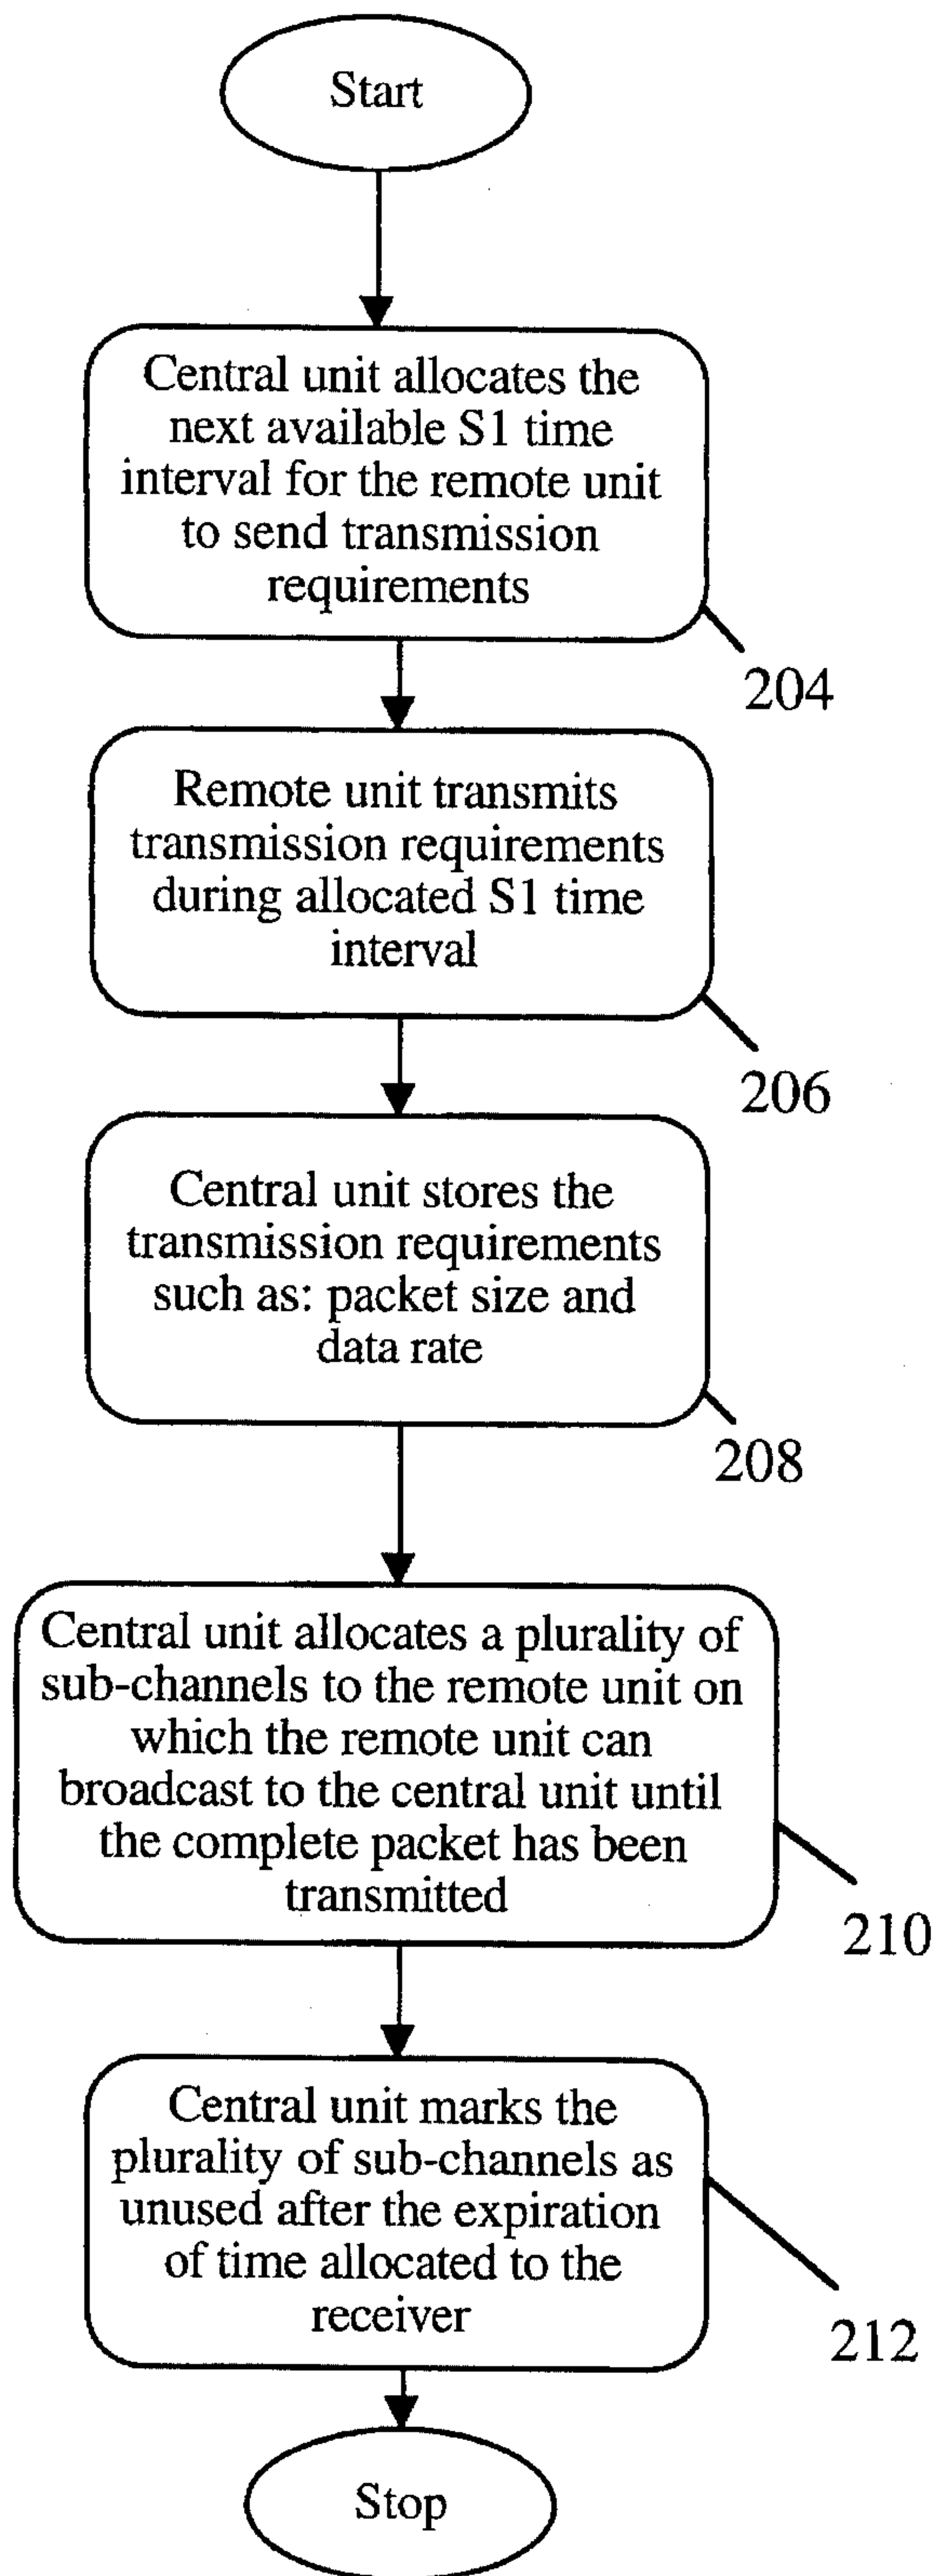 Start
Central unit allocates the
next available S1 time
interval for the remote unit
to send transmission
requirements
204
Remote unit transmits
transmission requirements
during allocated S1 time
interval
206
Central unit stores the
transmission requirements
such as: packet size and
data rate
208
Central unit allocates a plurality of
sub-channels to the remote unit on
which the remote unit can
broadcast to the central unit until
the complete packet has been
transmitted
210
Central unit marks the
plurality of sub-channels as
unused after the expiration
of time allocated to the
receiver
212
Stop